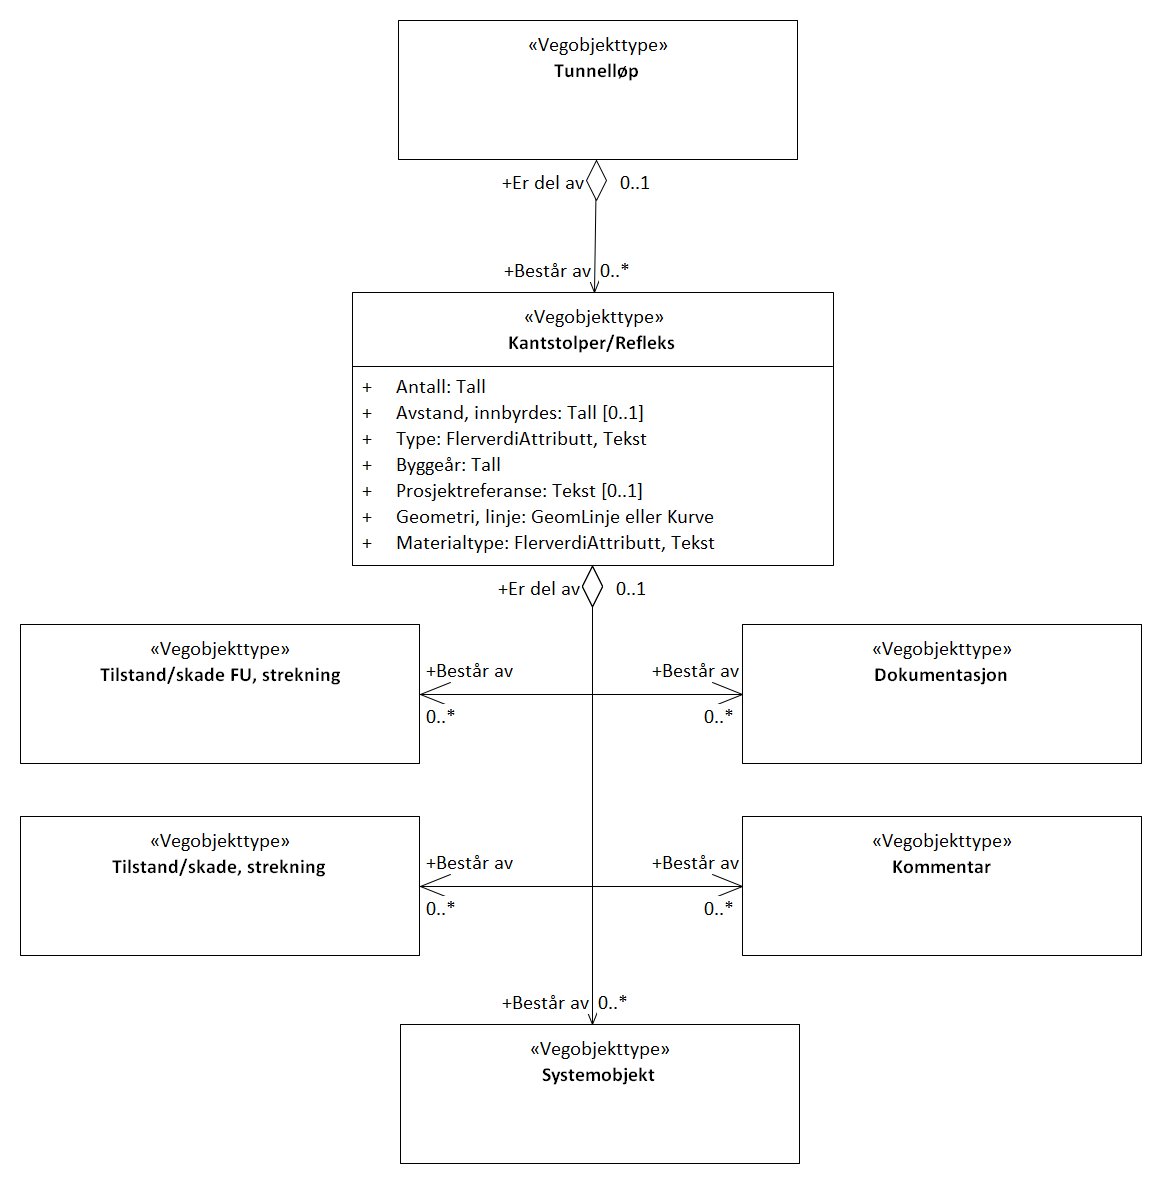 «Vegobjekttype»
Tunnelløp
+Er del av 0..1
+Består av 0..*
«Vegobjekttype»
Kantstolper/Refleks
+ Antall: Tall
+ Avstand, innbyrdes: Tall [0..1]
+ Type: FlerverdiAttributt, Tekst
+ Byggeår: Tall
+ Prosjektreferanse: Tekst [0..1]
+ Geometri, linje: GeomLinje eller Kurve
+ Materialtype: FlerverdiAttributt, Tekst
+Er del av 0..1
«Vegobjekttype»
Tilstand/skade FU, strekning
+Består av
0..*
+Består av
0..*
«Vegobjekttype»
Dokumentasjon
«Vegobjekttype»
Tilstand/skade, strekning
+Består av
0..*
+Består av
0..*
«Vegobjekttype»
Kommentar
+Består av 0..*
«Vegobjekttype»
Systemobjekt